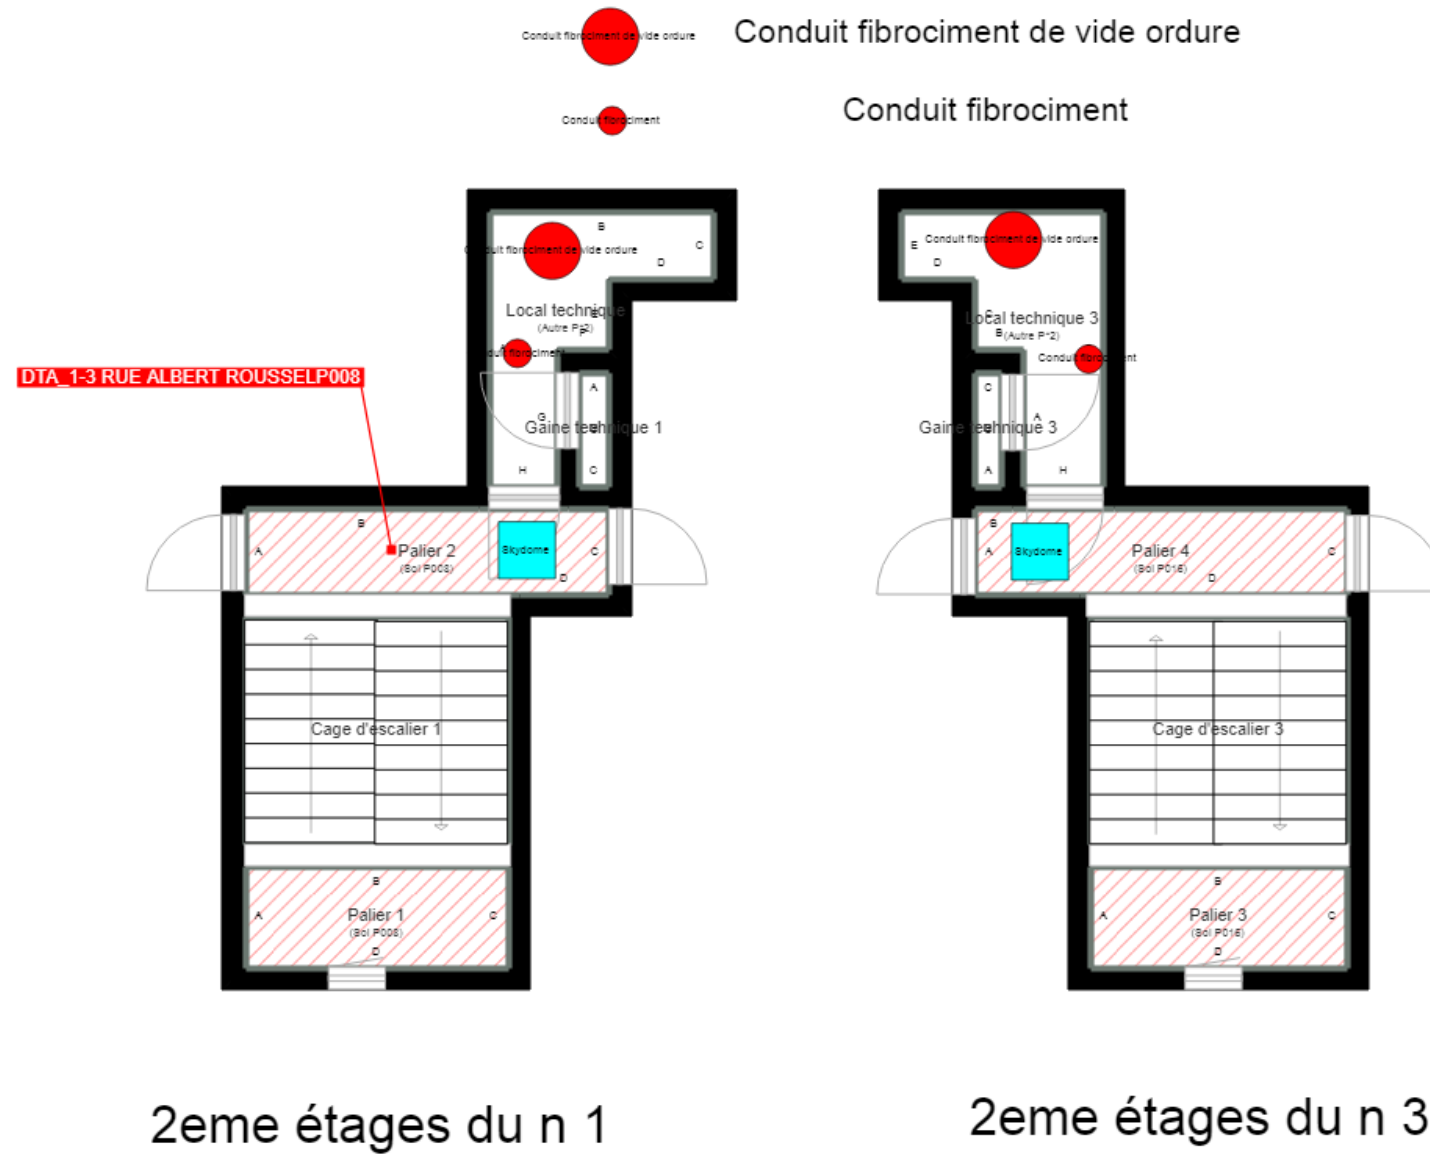 Conduit fibrociment de vide ordure
Conduit fibrociment de vide ordure
Conduit fibrociment
Conduit fibrociment
B
C
D
Conduit fibrociment de vide ordure
E
D
Local technique
Local technique 3
(Autre P^2)
C
B
A
Conduit fibrociment
DTA_1-3 RUE ALBERT ROUSSELP008
A
G
Gaine technique 1
H
C
C
A
Gaine technique 3
A
H
B
A
Palier 2
(Sol P008)
Skydome
C
D
B
A
Skydome
Palier 4
(Sol P016)
C
D
Cage d'escalier 1
Cage d'escalier 3
B
A
Palier 1
C
(Sol P008)
D
B
A
Palier 3
C
(Sol P016)
D
2eme étages du n 1
2eme étages du n 3